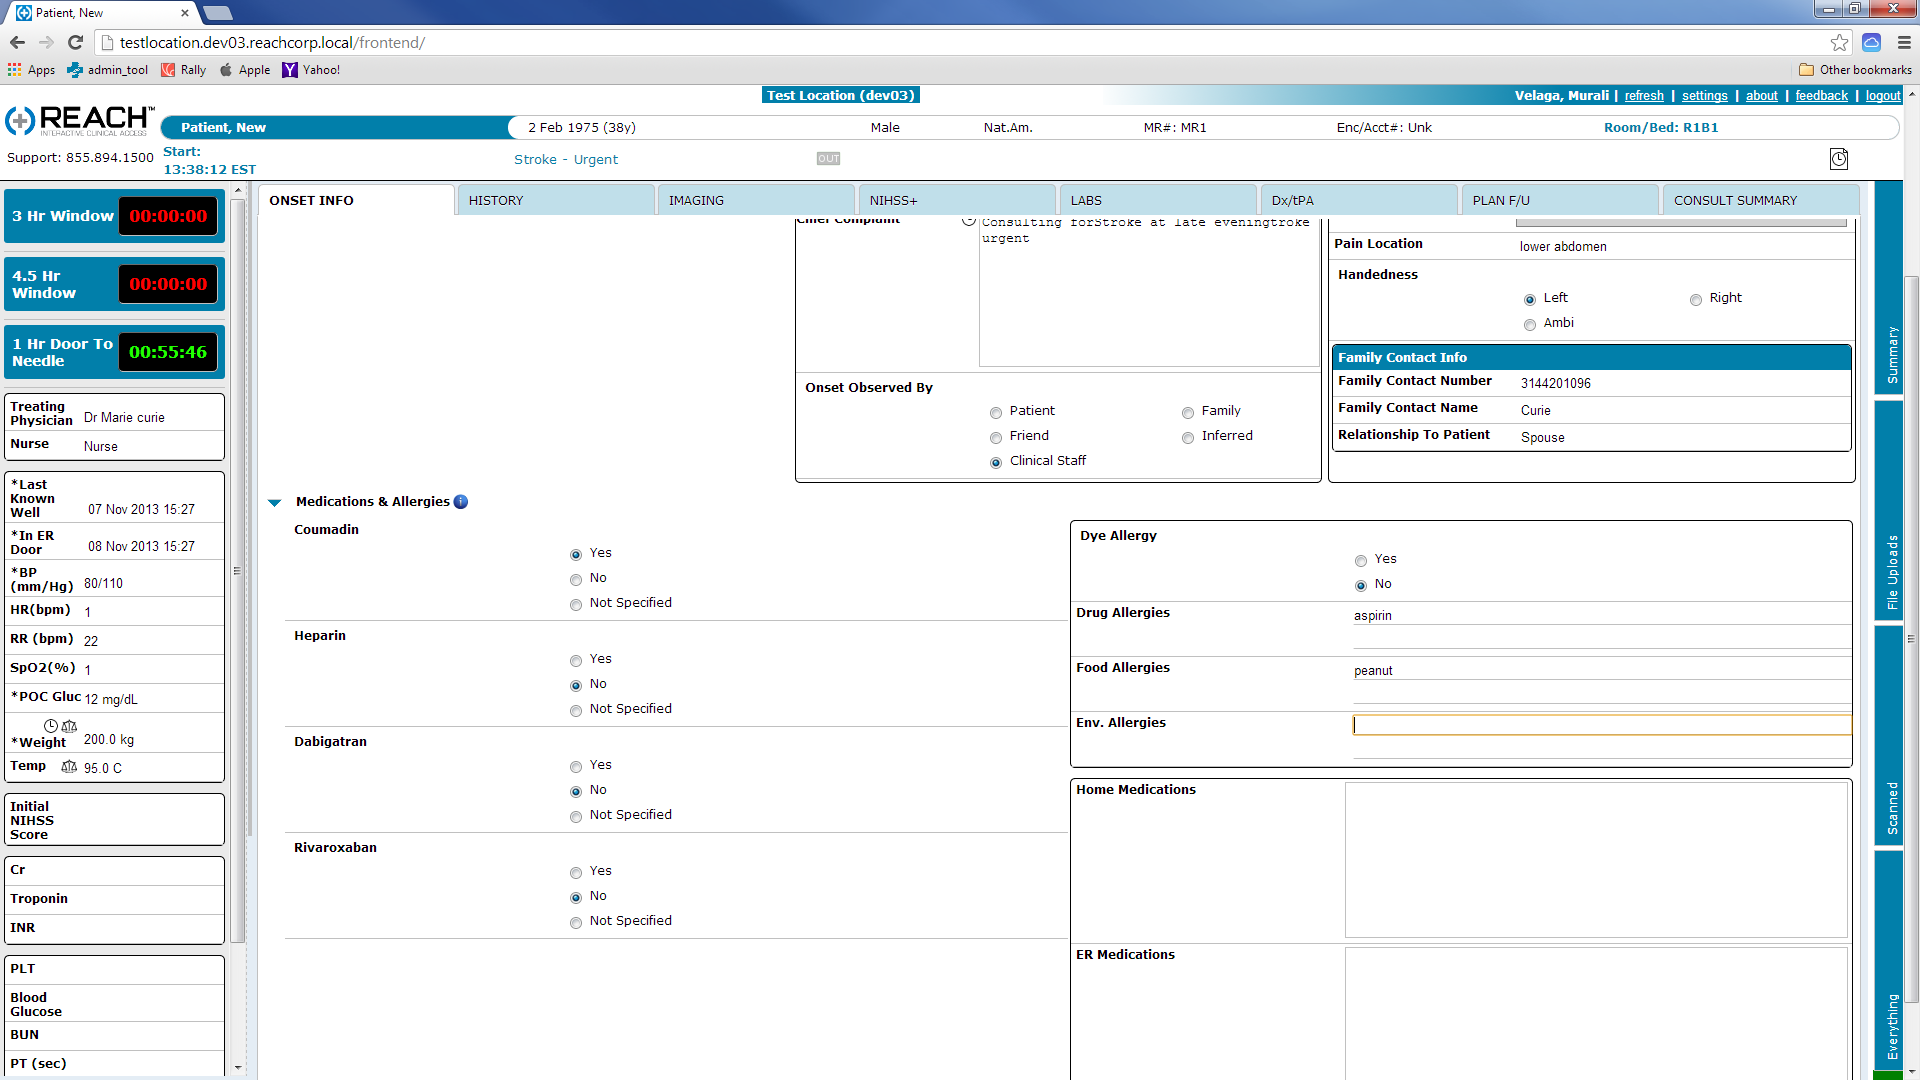 Patient, New
testlocation.dev03.reachcorp.local/frontend/
Apps admin_tool Rally Apple Yahoo! Other bookmarks
Test Location (dev03)
Velaga, Murali | refresh | settings | about | feedback | logout
REACH™
INTERACTIVE CLINICAL ACCESS
Patient, New 2 Feb 1975 (38y) Male Nat.Am. MR#: MR1 Enc/Acct#: Unk Room/Bed: R1B1
Support: 855.894.1500
Start:
13:38:12 EST
Stroke - Urgent
OUT
ONSET INFO HISTORY IMAGING NIHSS+ LABS Dx/tPA PLAN F/U CONSULT SUMMARY
3 Hr Window 00:00:00
4.5 Hr Window 00:00:00
1 Hr Door To Needle 00:55:46
Treating Physician Dr Marie curie
Nurse Nurse
*Last Known Well 07 Nov 2013 15:27
*In ER Door 08 Nov 2013 15:27
*BP (mm/Hg) 80/110
HR(bpm) 1
RR (bpm) 22
SpO2(%) 1
*POC Gluc 12 mg/dL
*Weight 200.0 kg
Temp 95.0 C
Initial NIHSS Score
Cr
Troponin
INR
PLT
Blood Glucose
BUN
PT (sec)
Chief Complaint
Consulting forStroke at late eveningtroke
urgent
Onset Observed By
Patient Family
Friend Inferred
Clinical Staff
Pain Location lower abdomen
Handedness
Left Right
Ambi
Family Contact Info
Family Contact Number 3144201096
Family Contact Name Curie
Relationship To Patient Spouse
Medications & Allergies i
Coumadin
Yes
No
Not Specified
Heparin
Yes
No
Not Specified
Dabigatran
Yes
No
Not Specified
Rivaroxaban
Yes
No
Not Specified
Dye Allergy
Yes
No
Drug Allergies aspirin
Food Allergies peanut
Env. Allergies
Home Medications
ER Medications
Summary
File Uploads
Scanned
Everything